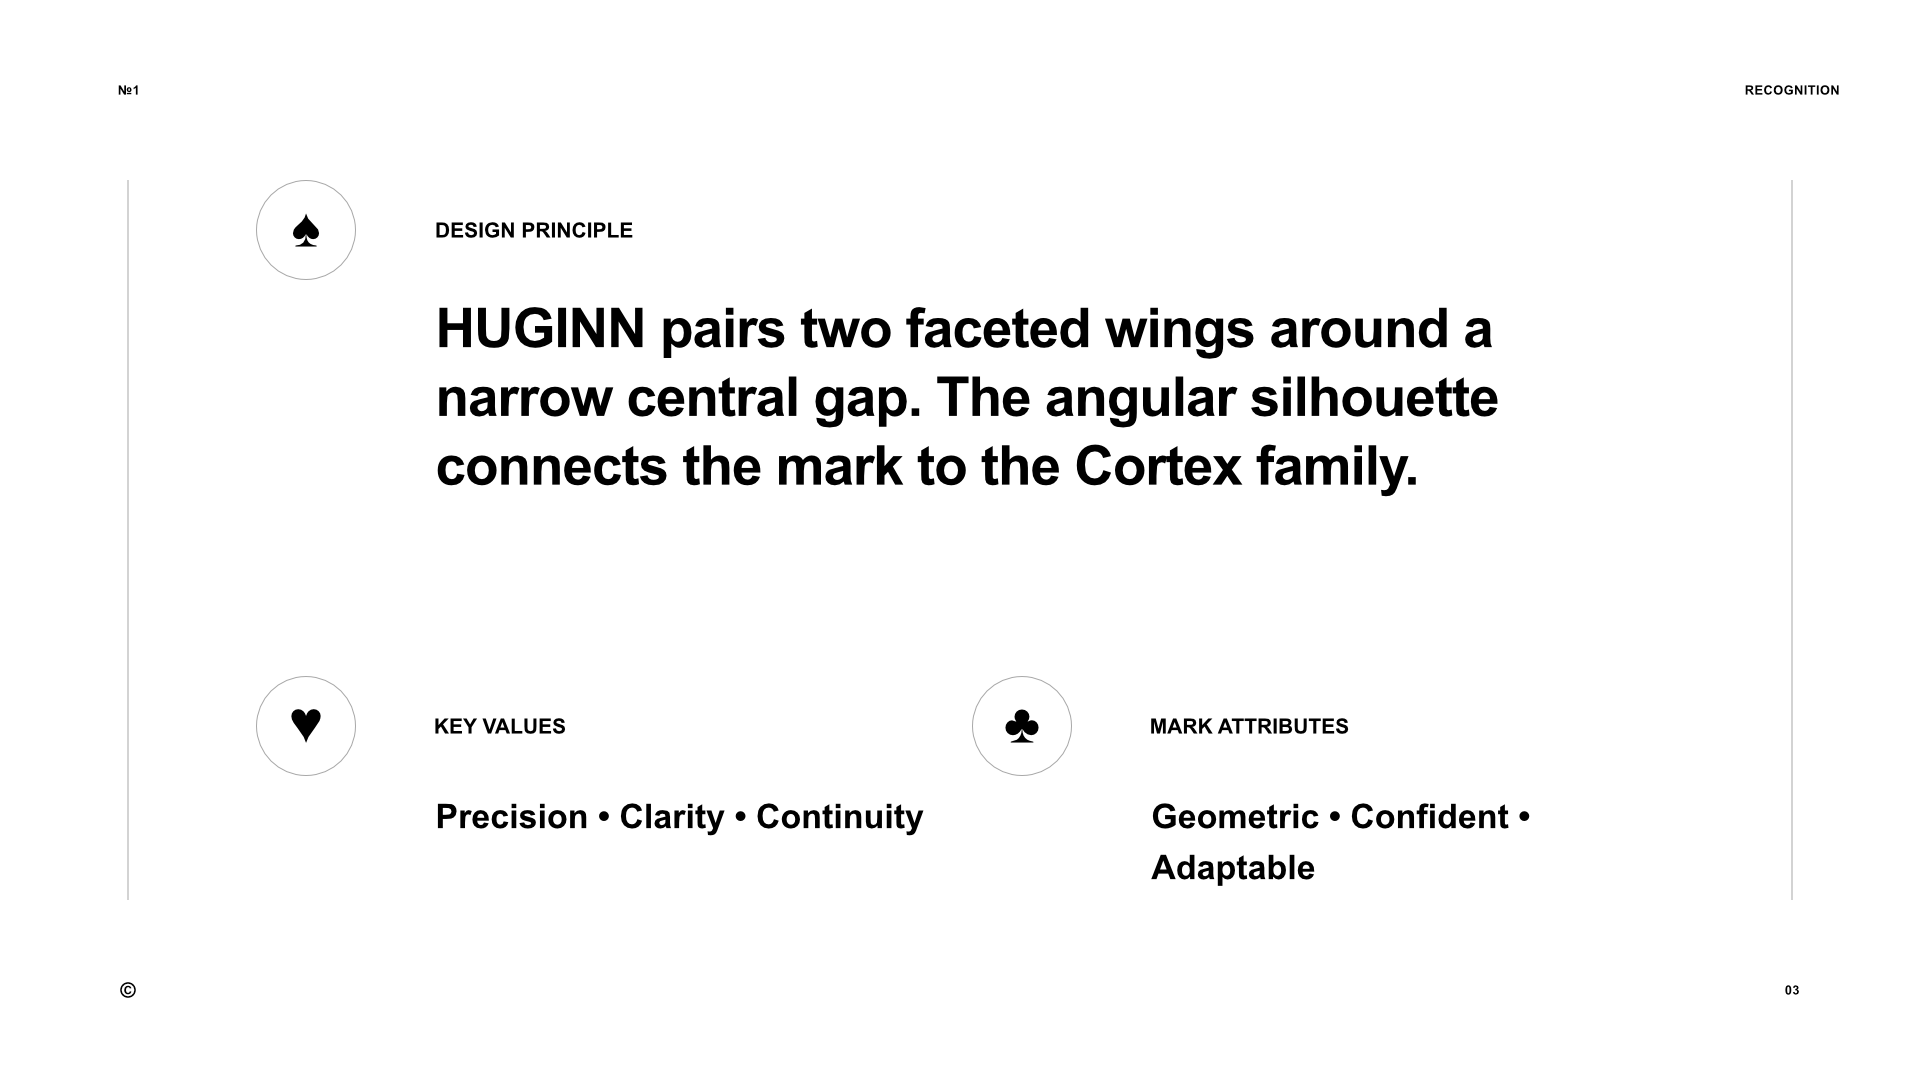 №1
RECOGNITION
♠
DESIGN PRINCIPLE
HUGINN pairs two faceted wings around a
narrow central gap. The angular silhouette
connects the mark to the Cortex family.
♥
KEY VALUES
Precision • Clarity • Continuity
♣
MARK ATTRIBUTES
Geometric • Confident •
Adaptable
©
03